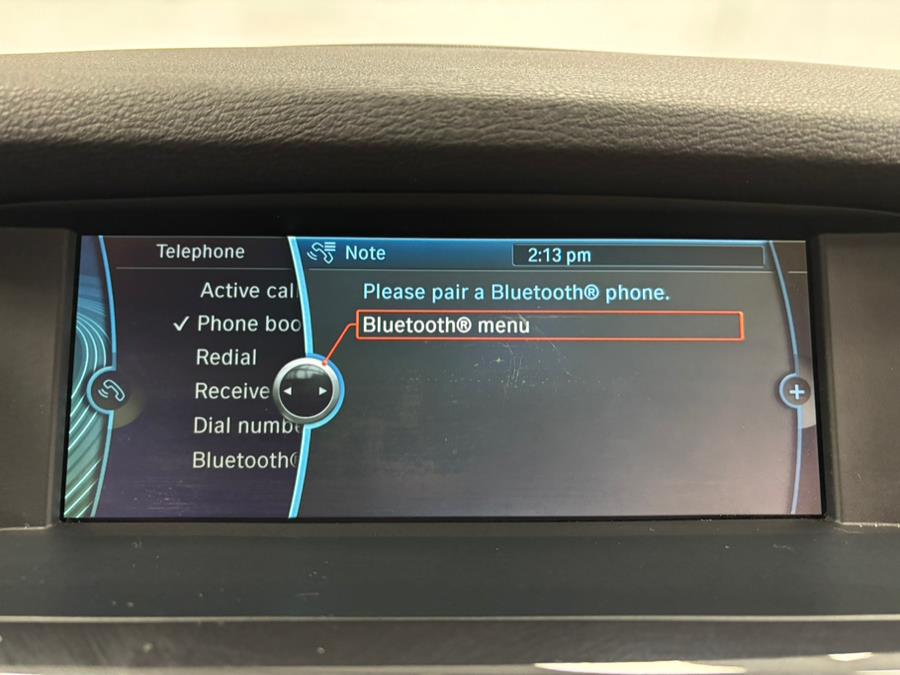 Telephone
Active cal
Phone boo
Redial
Receive
Dial numb
Bluetooth®
Note
2:13 pm
Please pair a Bluetooth® phone.
Bluetooth® menu